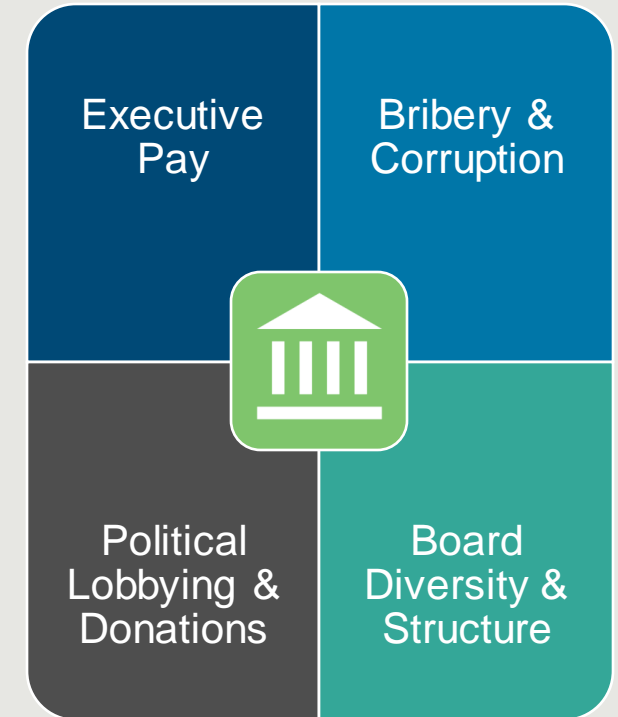 Executive
Pay
Bribery &
Corruption
Political
Lobbying &
Donations
Board
Diversity &
Structure